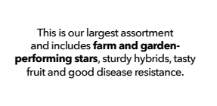 This is our largest assortment
and includes farm and garden-
performing stars, sturdy hybrids, tasty
fruit and good disease resistance.